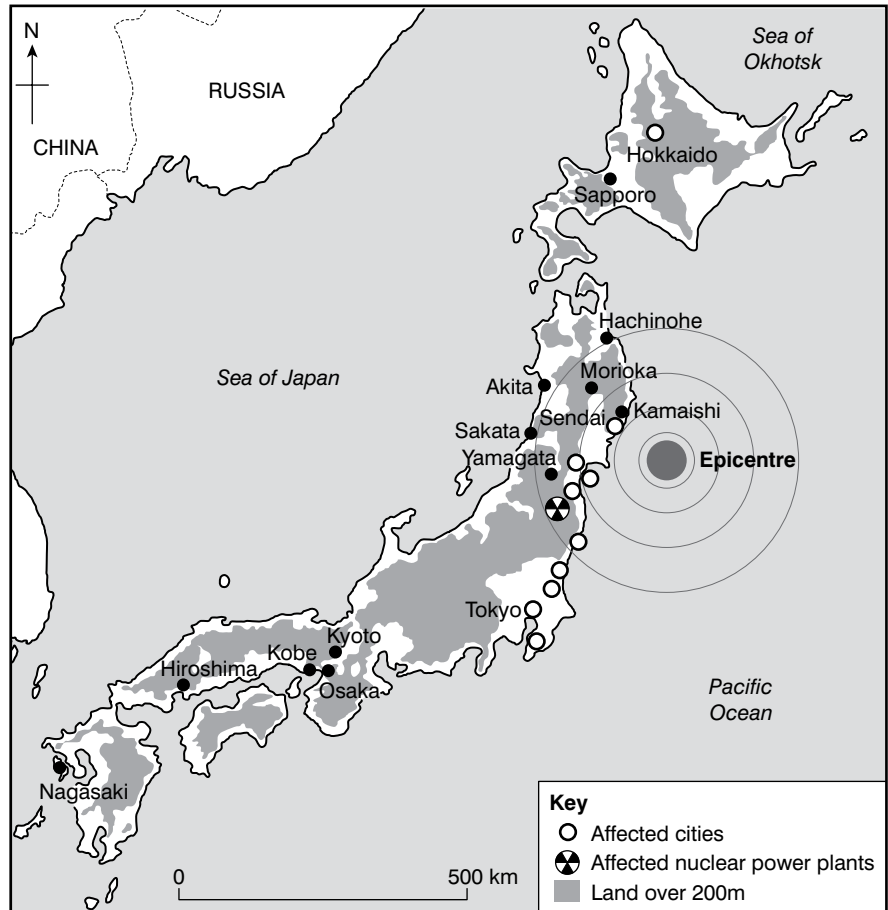 N
RUSSIA
CHINA
Sea of
Okhotsk
Hokkaido
Sapporo
Hachinohe
Sea of Japan
Morioka
Akita
Kamaishi
Sendai
Sakata
Yamagata
Epicentre
Tokyo
Kyoto
Kobe
Hiroshima
Osaka
Pacific
Ocean
Nagasaki
Key
Affected cities
Affected nuclear power plants
Land over 200m
0 500 km